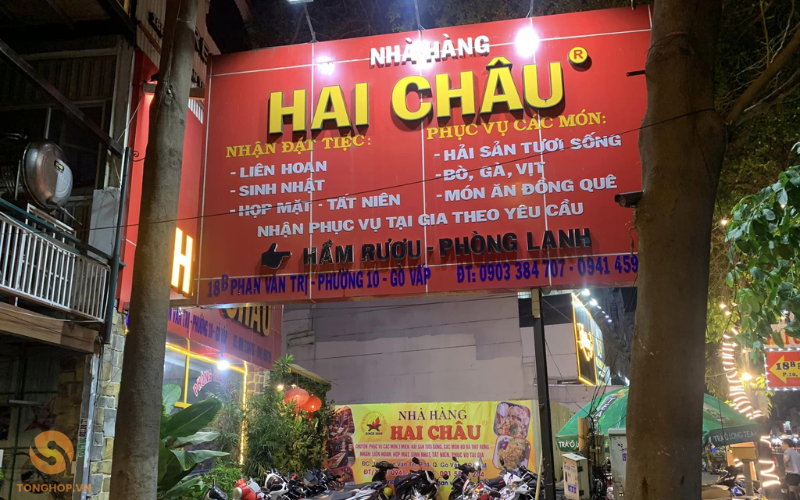 NHÀ HÀNG
HAI CHÂU ®
NHẬN ĐẶT TIỆC:
- LIÊN HOAN
- SINH NHẬT
- HỌP MẶT - TẤT NIÊN
PHỤC VỤ CÁC MÓN:
- HẢI SẢN TƯƠI SỐNG
- BÒ, GÀ, VỊT
- MÓN ĂN ĐỒNG QUÊ
NHẬN PHỤC VỤ TẠI GIA THEO YÊU CẦU
HẦM RƯỢU - PHÒNG LẠNH
18B PHAN VĂN TRỊ - PHƯỜNG 10 - GÒ VẤP ĐT: 0903 384 707 - 0941 459
H
CHÂU
NHÀ HÀNG
HAI CHÂU
18B
TONGHOP.VN